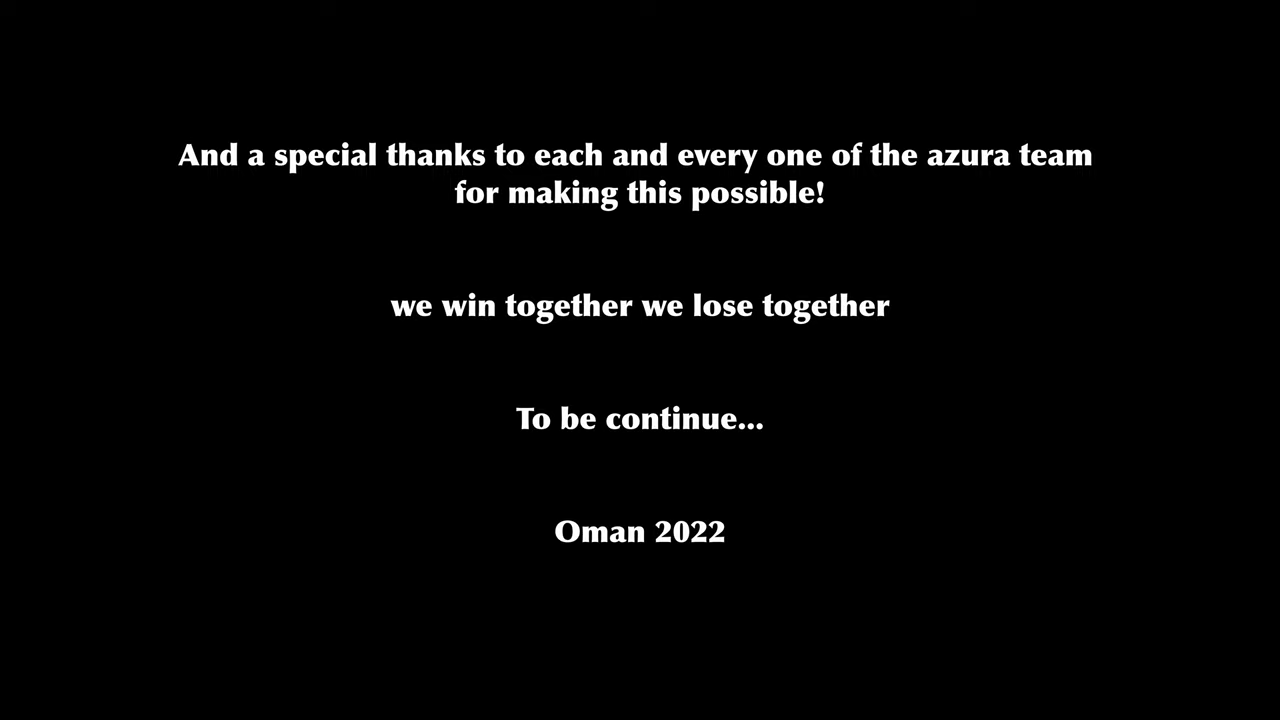 And a special thanks to each and every one of the azura team
for making this possible!
we win together we lose together
To be continue...
Oman 2022